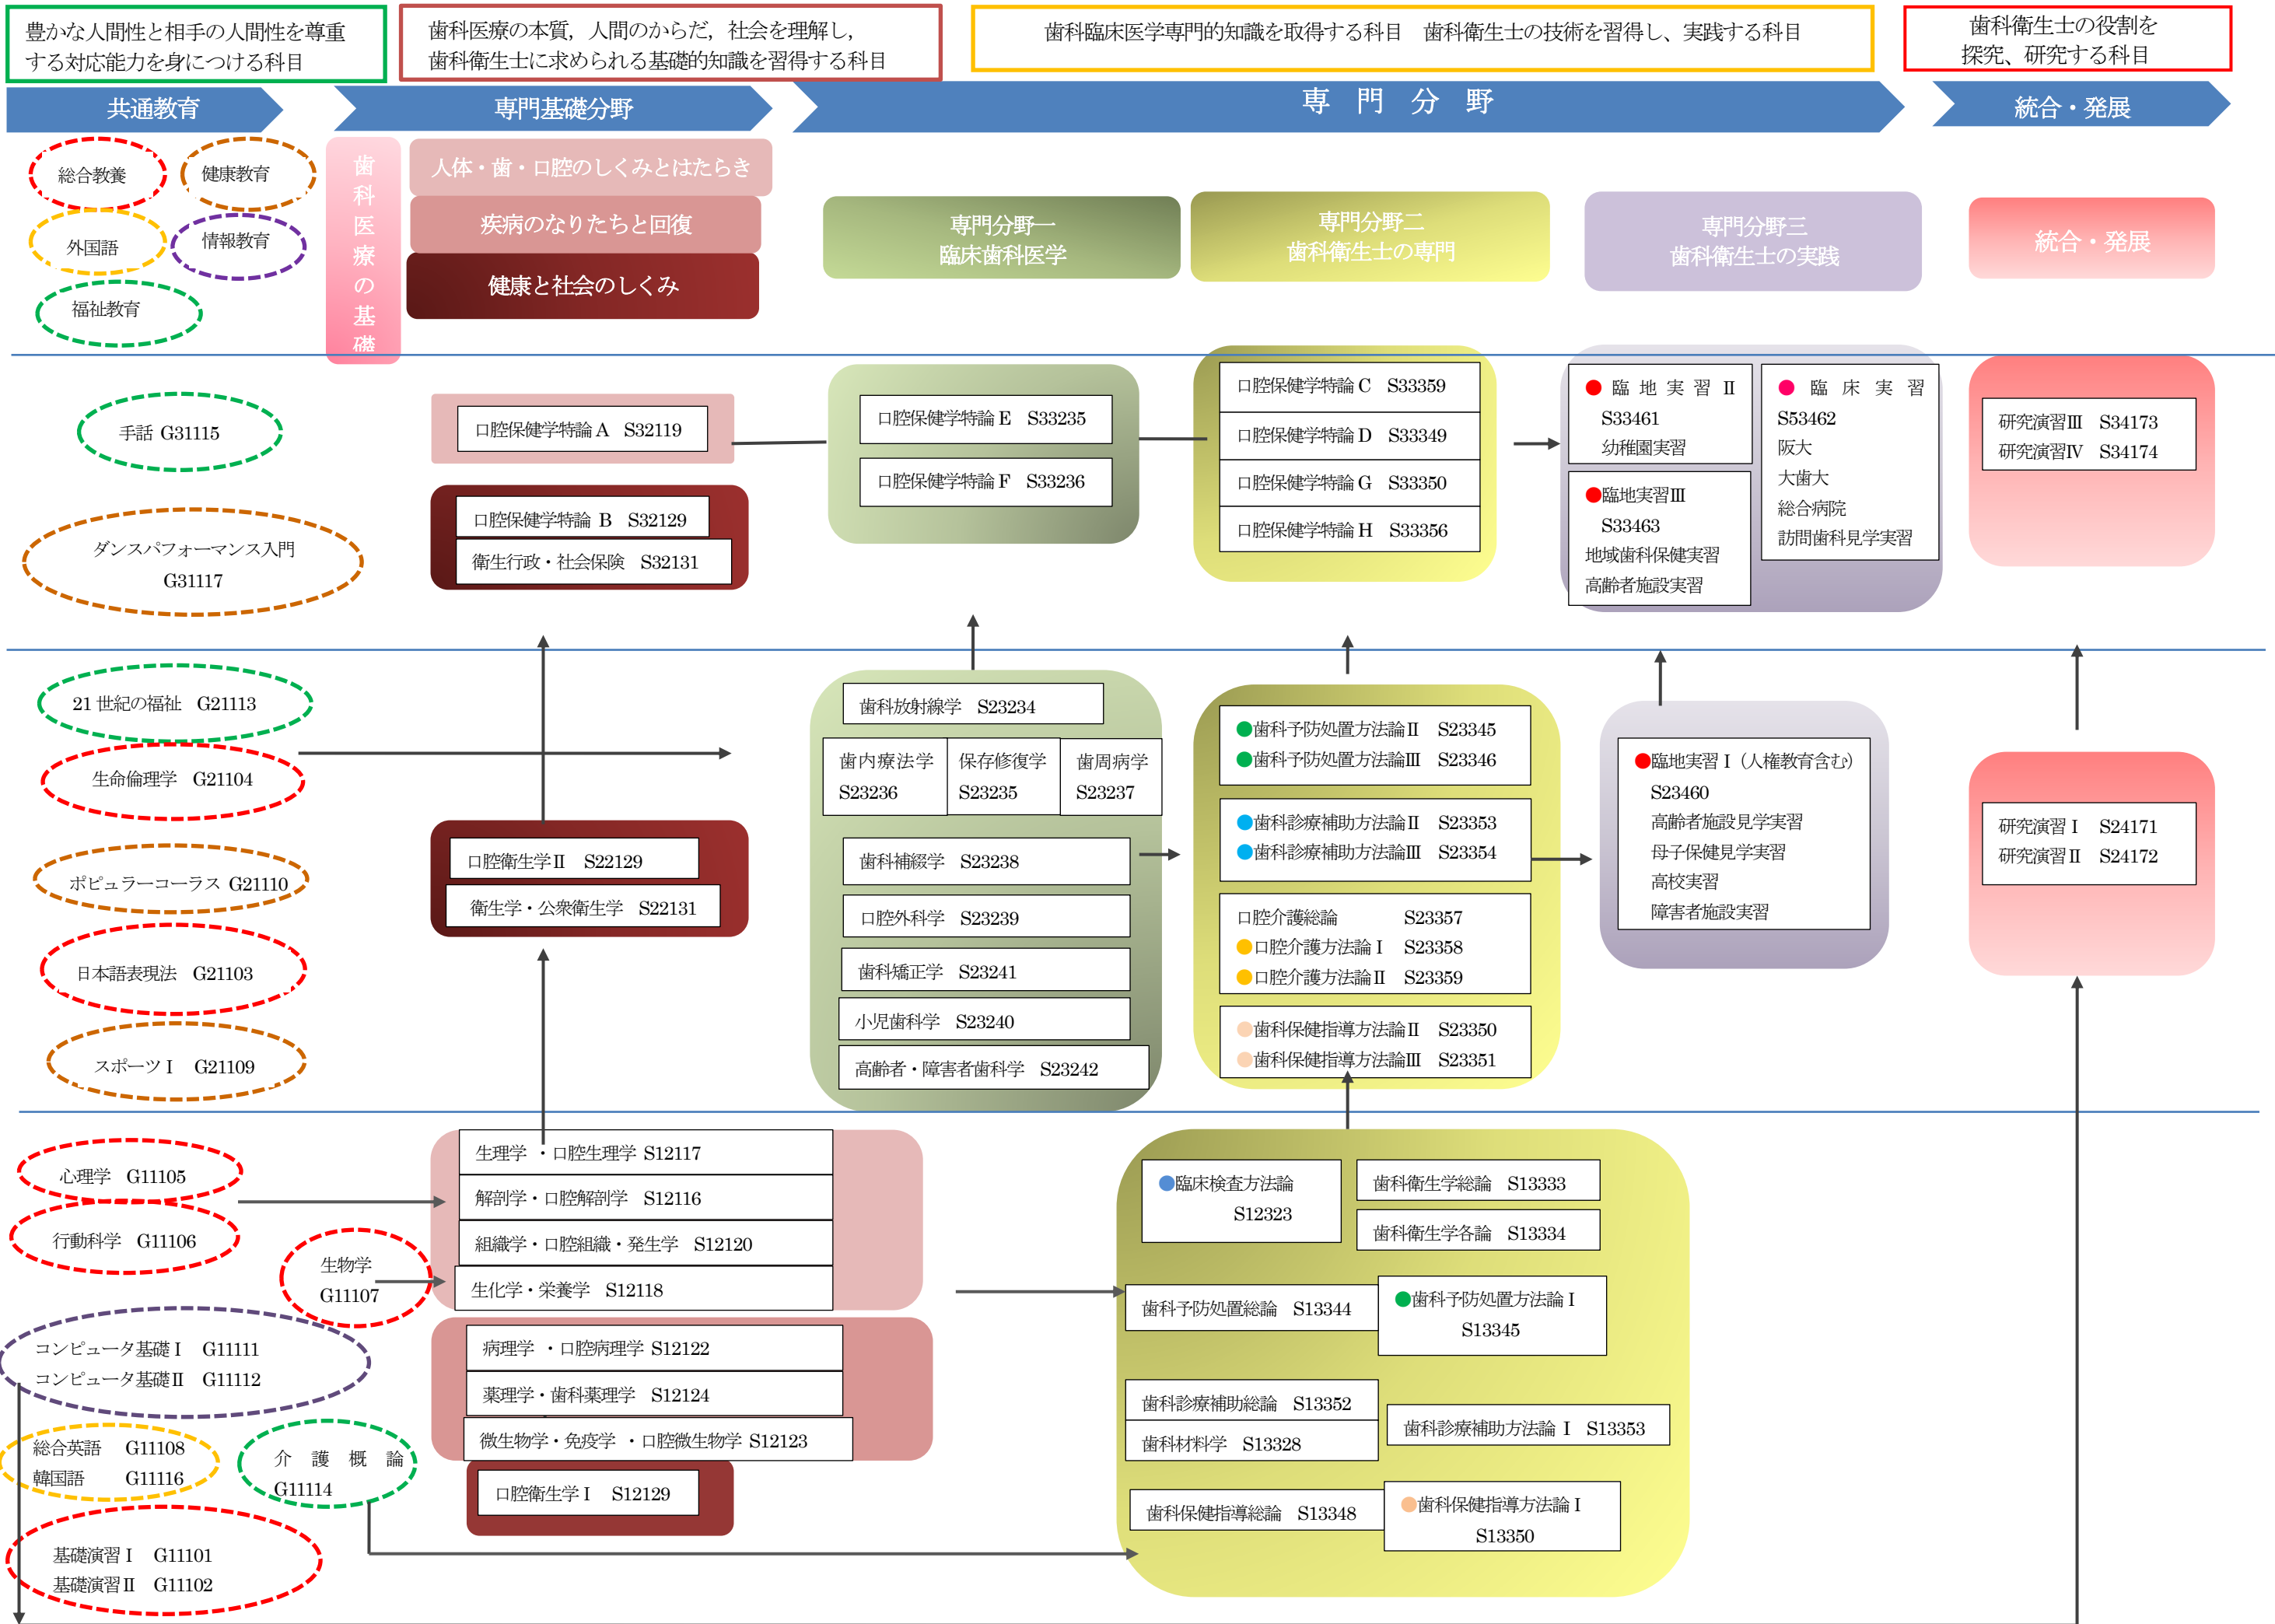 豊かな人間性と相手の人間性を尊重
する対応能力を身につける科目
歯科医療の本質，人間のからだ，社会を理解し，
歯科衛生士に求められる基礎的知識を習得する科目
歯科臨床医学専門的知識を取得する科目　歯科衛生士の技術を習得し、実践する科目
歯科衛生士の役割を
探究、研究する科目
共通教育
専門基礎分野
専　門　分　野
統合・発展
総合教養
健康教育
外国語
情報教育
福祉教育
歯科医療の基礎
人体・歯・口腔のしくみとはたらき
疾病のなりたちと回復
健康と社会のしくみ
専門分野一
臨床歯科医学
専門分野二
歯科衛生士の専門
専門分野三
歯科衛生士の実践
統合・発展
手話 G31115
ダンスパフォーマンス入門
G31117
口腔保健学特論 A　S32119
口腔保健学特論 B　S32129
衛生行政・社会保険　S32131
口腔保健学特論 E　S33235
口腔保健学特論 F　S33236
口腔保健学特論 C　S33359
口腔保健学特論 D　S33349
口腔保健学特論 G　S33350
口腔保健学特論 H　S33356
●臨地実習Ⅱ
S33461
幼稚園実習
●臨地実習Ⅲ
S33463
地域歯科保健実習
高齢者施設実習
●臨床実習
S53462
阪大
大歯大
総合病院
訪問歯科見学実習
研究演習Ⅲ　S34173
研究演習Ⅳ　S34174
21 世紀の福祉　G21113
生命倫理学　G21104
ポピュラーコーラス G21110
日本語表現法　G21103
スポーツⅠ　G21109
口腔衛生学Ⅱ　S22129
衛生学・公衆衛生学　S22131
歯科放射線学　S23234
歯内療法学
S23236
保存修復学
S23235
歯周病学
S23237
歯科補綴学　S23238
口腔外科学　S23239
歯科矯正学　S23241
小児歯科学　S23240
高齢者・障害者歯科学　S23242
●歯科予防処置方法論Ⅱ　S23345
●歯科予防処置方法論Ⅲ　S23346
●歯科診療補助方法論Ⅱ　S23353
●歯科診療補助方法論Ⅲ　S23354
口腔介護総論　S23357
●口腔介護方法論Ⅰ　S23358
●口腔介護方法論Ⅱ　S23359
●歯科保健指導方法論Ⅱ　S23350
●歯科保健指導方法論Ⅲ　S23351
●臨地実習Ⅰ（人権教育含む）
S23460
高齢者施設見学実習
母子保健見学実習
高校実習
障害者施設実習
研究演習Ⅰ　S24171
研究演習Ⅱ　S24172
心理学　G11105
行動科学　G11106
生物学
G11107
コンピュータ基礎Ⅰ　G11111
コンピュータ基礎Ⅱ　G11112
総合英語　G11108
韓国語　G11116
介護概論
G11114
基礎演習Ⅰ　G11101
基礎演習Ⅱ　G11102
生理学 ・口腔生理学 S12117
解剖学・口腔解剖学　S12116
組織学・口腔組織・発生学　S12120
生化学・栄養学　S12118
病理学 ・口腔病理学 S12122
薬理学・歯科薬理学　S12124
微生物学・免疫学 ・口腔微生物学 S12123
口腔衛生学Ⅰ　S12129
●臨床検査方法論
S12323
歯科衛生学総論　S13333
歯科衛生学各論　S13334
歯科予防処置総論　S13344
●歯科予防処置方法論Ⅰ
S13345
歯科診療補助総論　S13352
歯科材料学　S13328
歯科診療補助方法論 Ⅰ　S13353
歯科保健指導総論　S13348
●歯科保健指導方法論Ⅰ
S13350